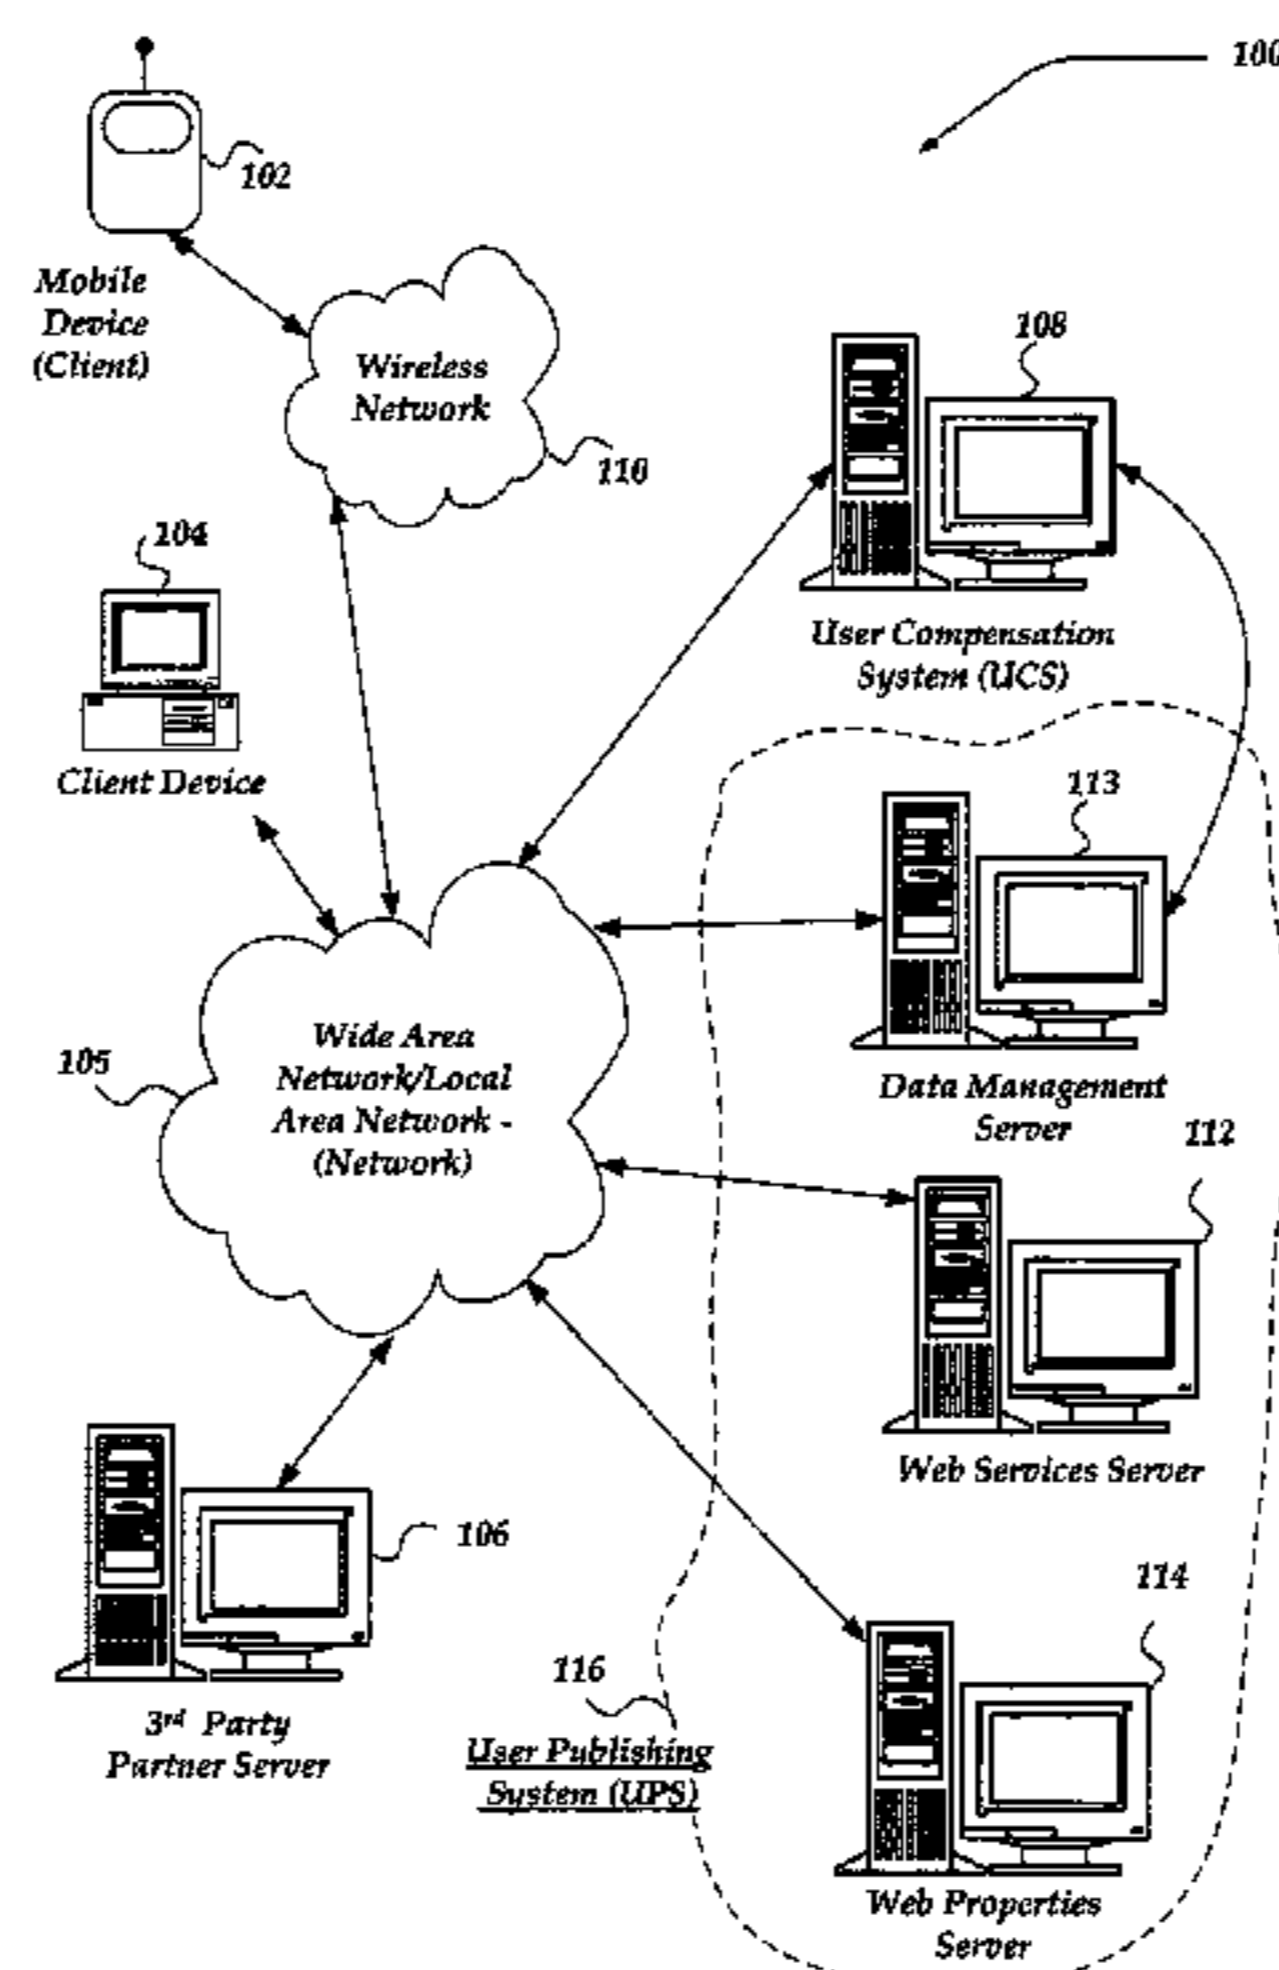 100
102
Mobile
Device
(Client)
Wireless
Network
110
108
104
User Compensation
System (UCS)
Client Device
113
Wide Area
Network/Local
Area Network -
(Network)
105
Data Management
Server
112
Web Services Server
106
114
3rd Party
Partner Server
116
User Publishing
System (UPS)
Web Properties
Server